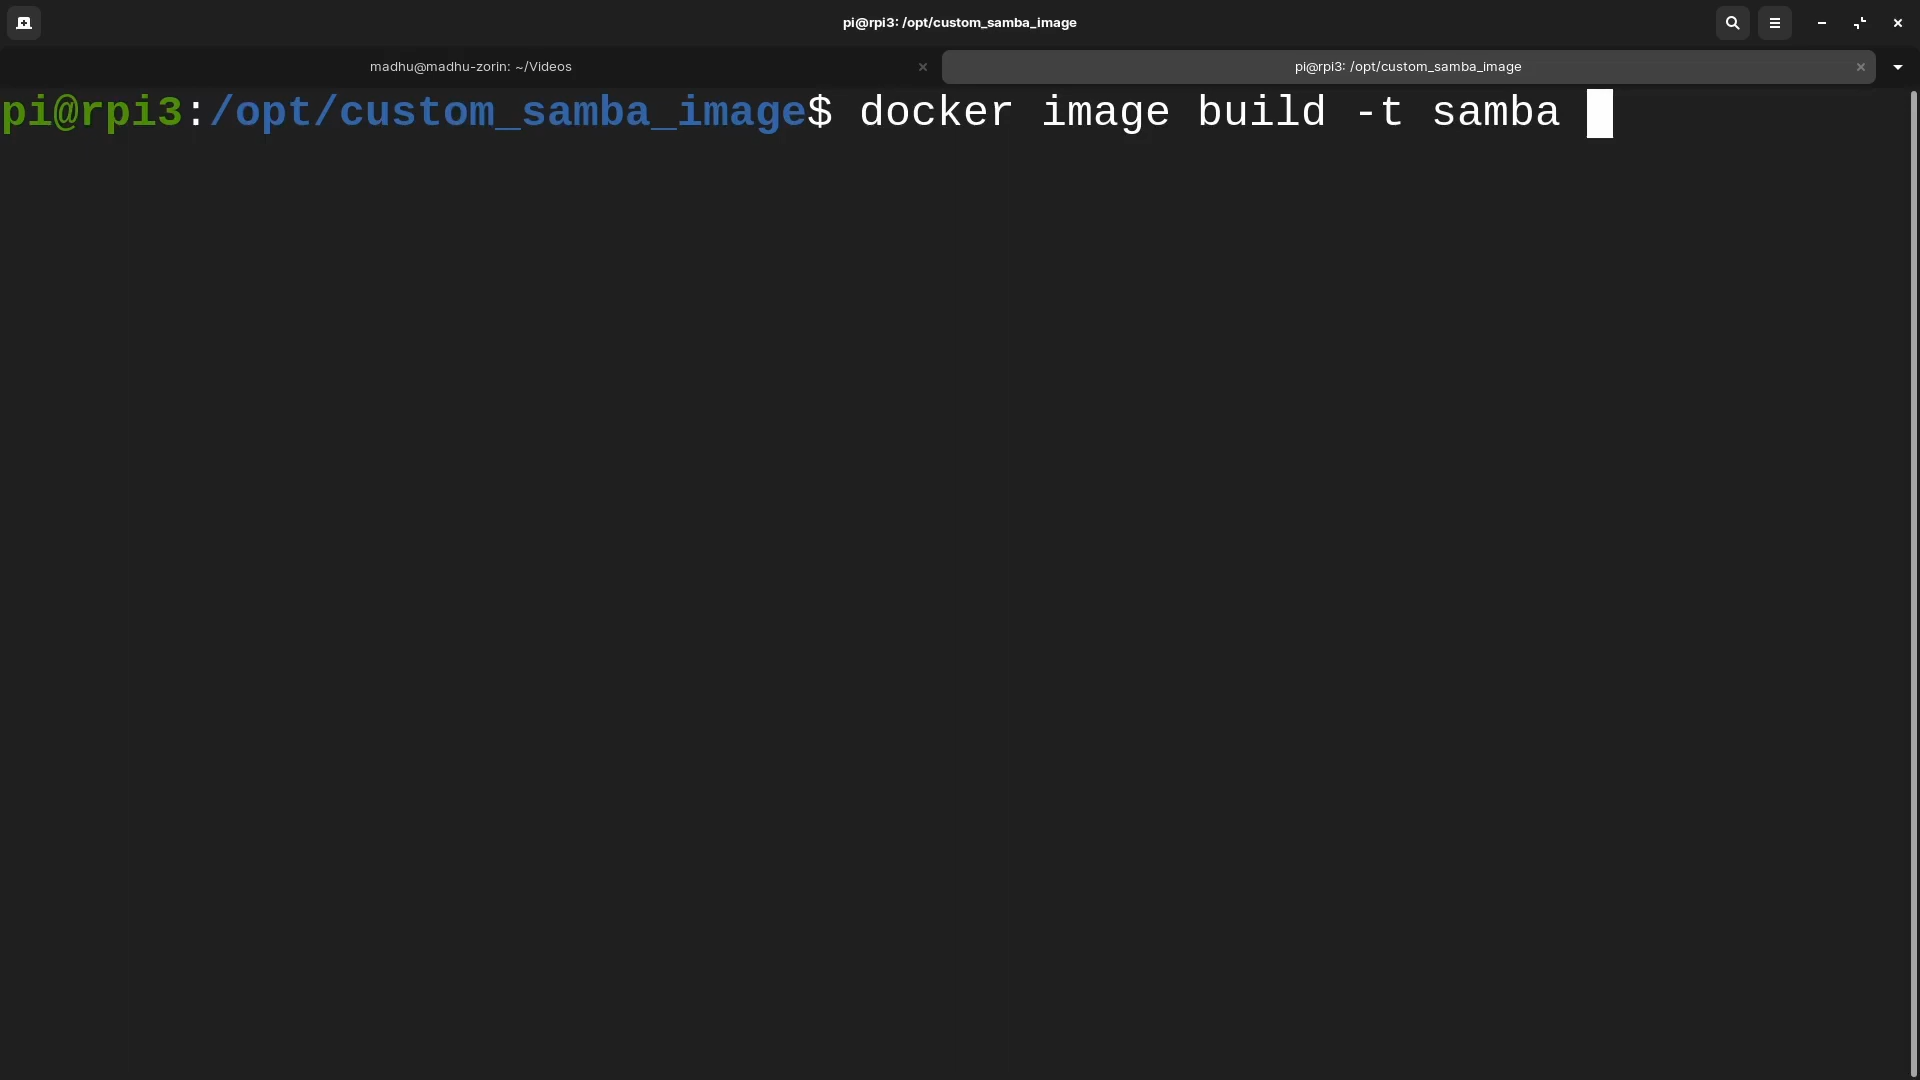 pi@rpi3: /opt/custom_samba_image
madhu@madhu-zorin: ~/Videos
pi@rpi3: /opt/custom_samba_image
pi@rpi3:/opt/custom_samba_image$ docker image build -t samba